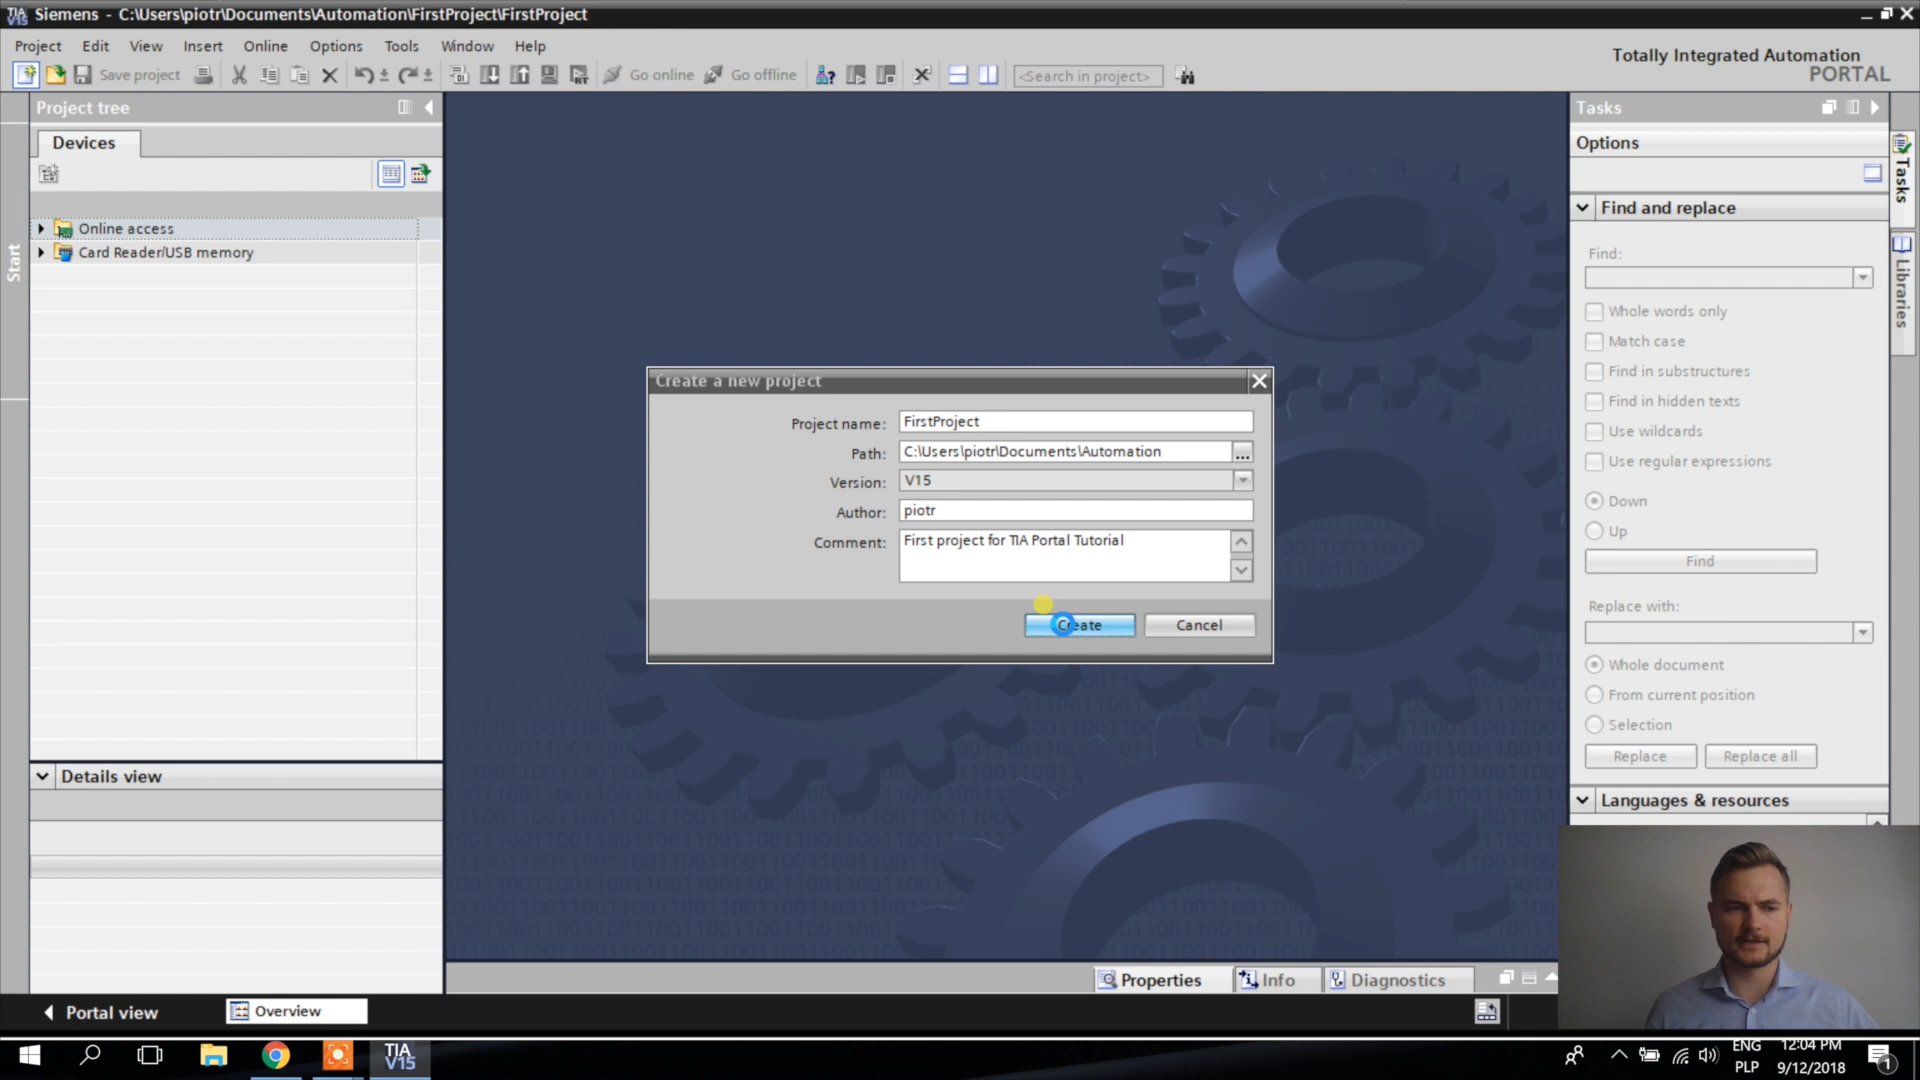 TIA V15 Siemens - C:\Users\piotr\Documents\Automation\FirstProject\FirstProject
Project Edit View Insert Online Options Tools Window Help
Totally Integrated Automation
PORTAL
Save project
Go online
Go offline
<Search in project>
Project tree
Devices
Online access
Card Reader/USB memory
Start
Details view
Create a new project
Project name: FirstProject
Path: C:\Users\piotr\Documents\Automation ...
Version: V15
Author: piotr
Comment: First project for TIA Portal Tutorial
Create Cancel
Tasks
Options
Find and replace
Find:
Whole words only
Match case
Find in substructures
Find in hidden texts
Use wildcards
Use regular expressions
Down
Up
Find
Replace with:
Whole document
From current position
Selection
Replace Replace all
Languages & resources
Tasks
Libraries
Properties Info Diagnostics
Portal view Overview
TIA V15
ENG
PLP
12:04 PM
9/12/2018
1